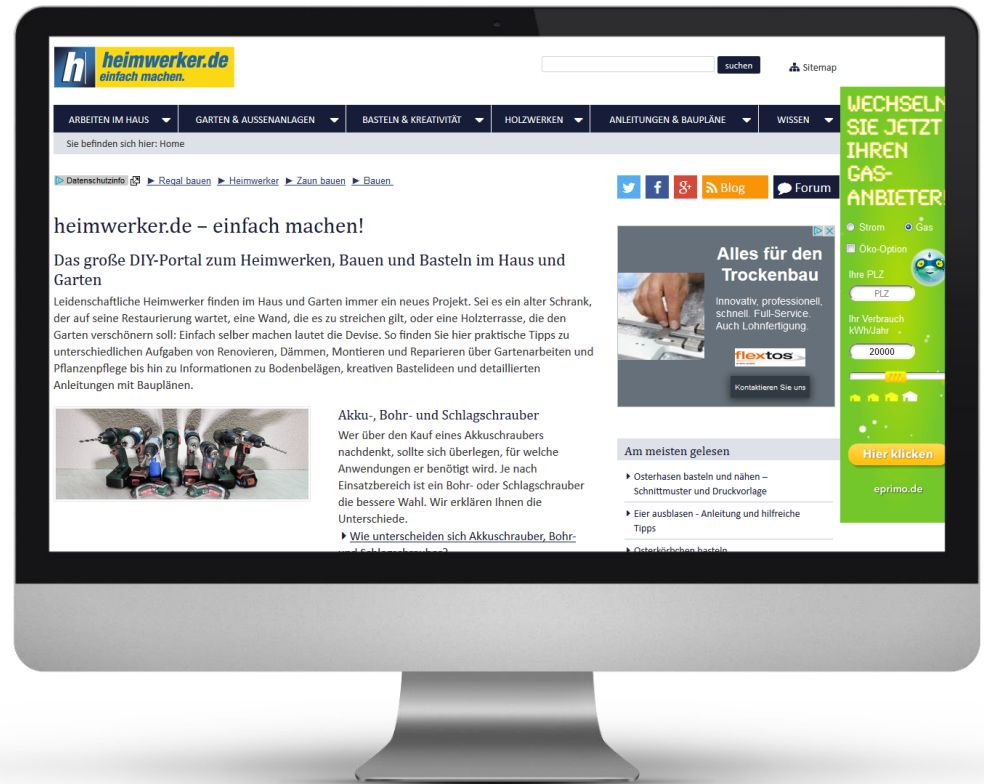 h heimwerker.de
einfach machen.
suchen
Sitemap
ARBEITEN IM HAUS
GARTEN & AUSSENANLAGEN
BASTELN & KREATIVITÄT
HOLZWERKEN
ANLEITUNGEN & BAUPLÄNE
WISSEN
Sie befinden sich hier: Home
Datenschutzinfo
Regal bauen
Heimwerker
Zaun bauen
Bauen
Blog
Forum
heimwerker.de – einfach machen!
Das große DIY-Portal zum Heimwerken, Bauen und Basteln im Haus und
Garten
Leidenschaftliche Heimwerker finden im Haus und Garten immer ein neues Projekt. Sei es ein alter Schrank,
der auf seine Restaurierung wartet, eine Wand, die es zu streichen gilt, oder eine Holzterrasse, die den
Garten verschönern soll: Einfach selber machen lautet die Devise. So finden Sie hier praktische Tipps zu
unterschiedlichen Aufgaben von Renovieren, Dämmen, Montieren und Reparieren über Gartenarbeiten und
Pflanzenpflege bis hin zu Informationen zu Bodenbelägen, kreativen Bastelideen und detaillierten
Anleitungen mit Bauplänen.
Akku-, Bohr- und Schlagschrauber
Wer über den Kauf eines Akkuschraubers
nachdenkt, sollte sich überlegen, für welche
Anwendungen er benötigt wird. Je nach
Einsatzbereich ist ein Bohr- oder Schlagschrauber
die bessere Wahl. Wir erklären Ihnen die
Unterschiede.
Wie unterscheiden sich Akkuschrauber, Bohr-
und Schlagschrauber?
Alles für den
Trockenbau
Innovativ, professionell,
schnell. Full-Service.
Auch Lohnfertigung.
flextos
Kontaktieren Sie uns
Am meisten gelesen
Osterhasen basteln und nähen –
Schnittmuster und Druckvorlage
Eier ausblasen - Anleitung und hilfreiche
Tipps
Osterkörbchen basteln
WECHSELN
SIE JETZT
IHREN
GAS-
ANBIETER!
Strom
Gas
Öko-Option
Ihre PLZ
PLZ
Ihr Verbrauch
kWh/Jahr
20000
Hier klicken
eprimo.de